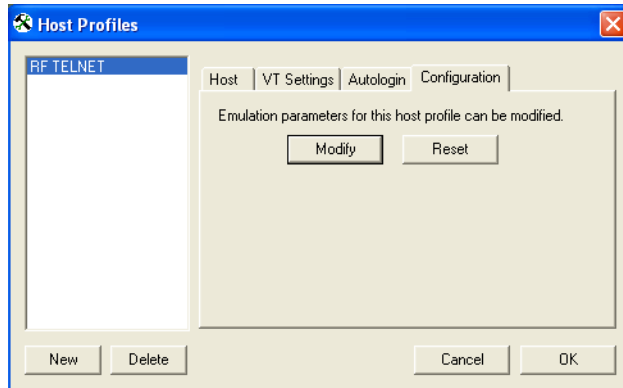 Host Profiles
RF TELNET
Host VT Settings Autologin Configuration
Emulation parameters for this host profile can be modified.
Modify Reset
New Delete Cancel OK